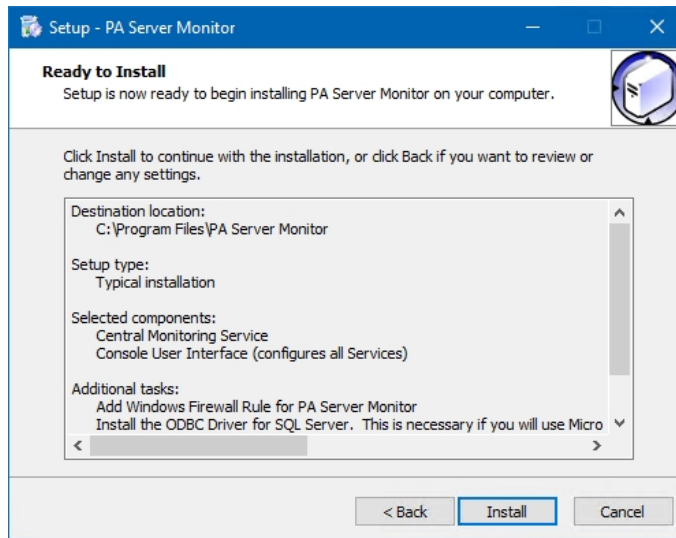 Setup - PA Server Monitor
Ready to Install
Setup is now ready to begin installing PA Server Monitor on your computer.
Click Install to continue with the installation, or click Back if you want to review or
change any settings.
Destination location:
C:\Program Files\PA Server Monitor
Setup type:
Typical installation
Selected components:
Central Monitoring Service
Console User Interface (configures all Services)
Additional tasks:
Add Windows Firewall Rule for PA Server Monitor
Install the ODBC Driver for SQL Server.  This is necessary if you will use Micro
< Back
Install
Cancel